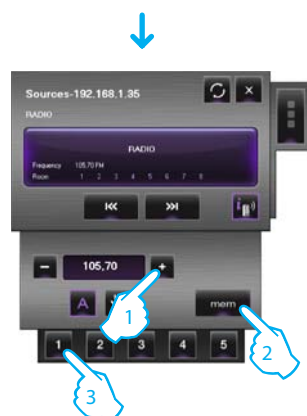 Sources-192.168.1.35
RADIO
RADIO
Frequency 105.70 FM
Room 1 2 3 4 5 6 7 8
105,70
A
mem
1 2 3 4 5
1
2
3